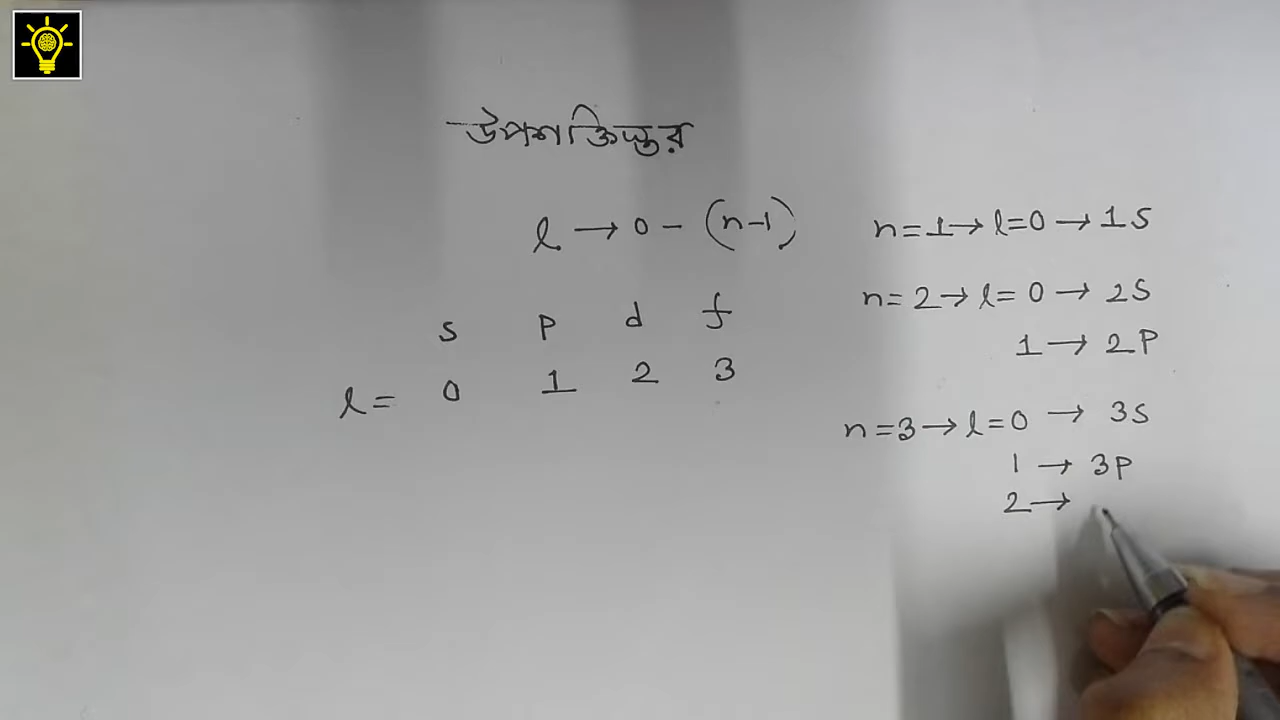 উপশক্তিস্তর
l → 0 - (n-1)
s p d f
l = 0 1 2 3
n = 1 → l = 0 → 1S
n = 2 → l = 0 → 2S
1 → 2P
n = 3 → l = 0 → 3S
1 → 3P
2 →